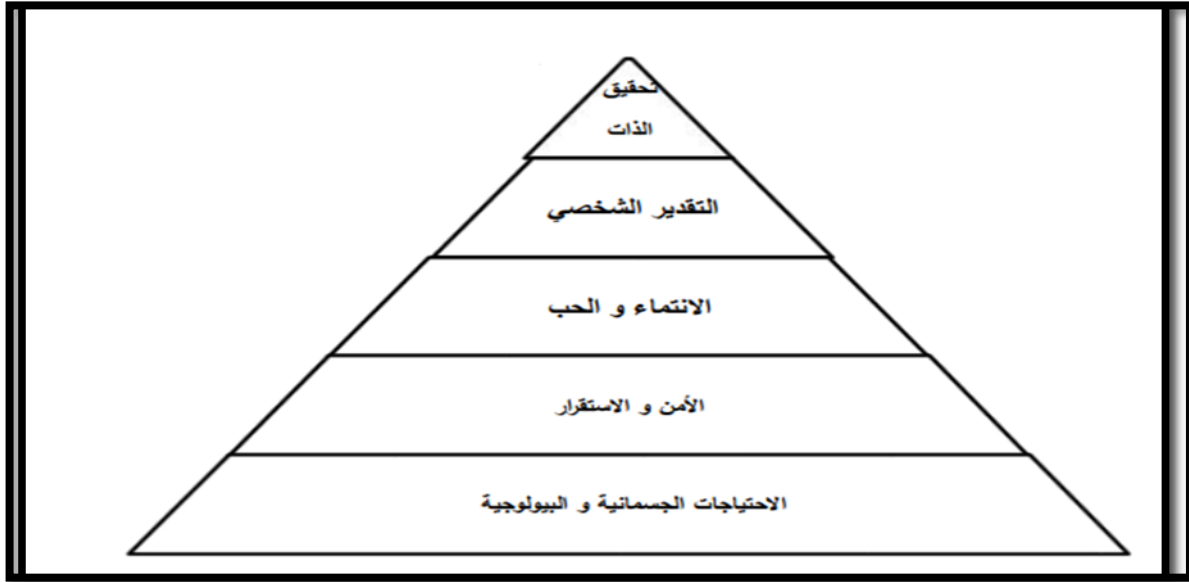 تحقيق
الذات
التقدير الشخصي
الانتماء و الحب
الأمن و الاستقرار
الاحتياجات الجسمانية و البيولوجية